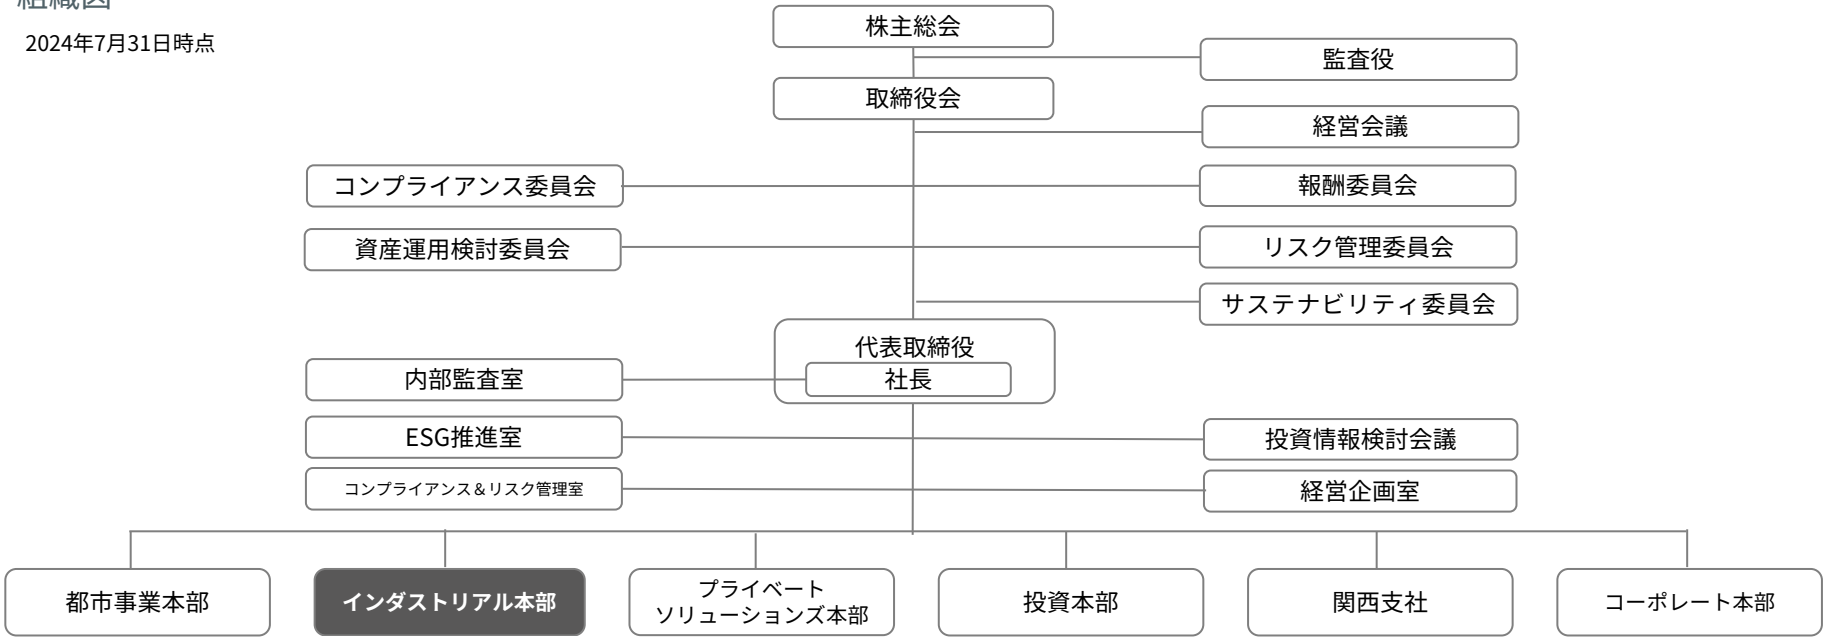 組織図
2024年7月31日時点
株主総会
監査役
取締役会
経営会議
コンプライアンス委員会
報酬委員会
資産運用検討委員会
リスク管理委員会
サステナビリティ委員会
代表取締役
社長
内部監査室
ESG推進室
投資情報検討会議
コンプライアンス＆リスク管理室
経営企画室
都市事業本部
インダストリアル本部
プライベート
ソリューションズ本部
投資本部
関西支社
コーポレート本部